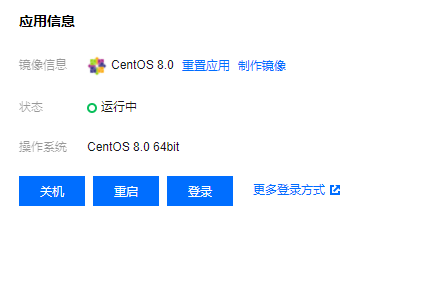 应用信息
镜像信息 CentOS 8.0 重置应用 制作镜像
状态 运行中
操作系统 CentOS 8.0 64bit
关机 重启 登录 更多登录方式